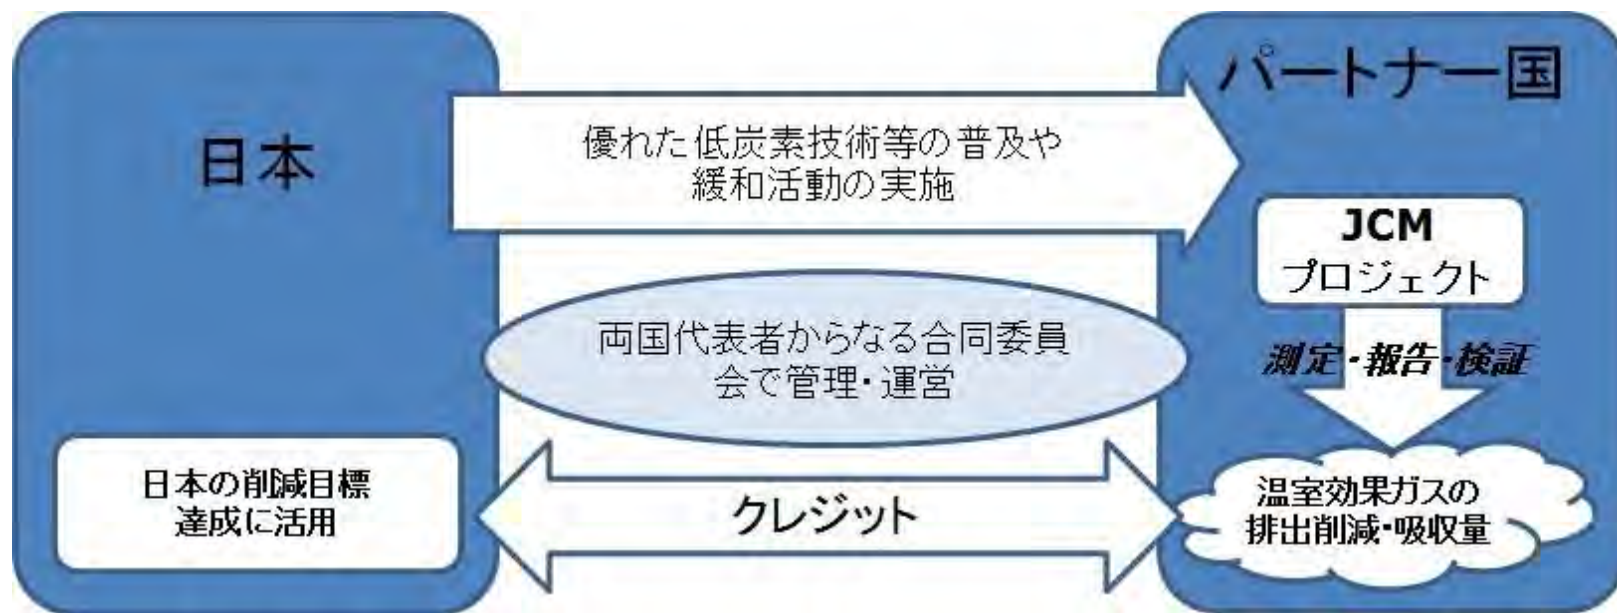 日本
優れた低炭素技術等の普及や
緩和活動の実施
パートナー国
JCM
プロジェクト
測定・報告・検証
両国代表者からなる合同委員
会で管理・運営
日本の削減目標
達成に活用
クレジット
温室効果ガスの
排出削減・吸収量